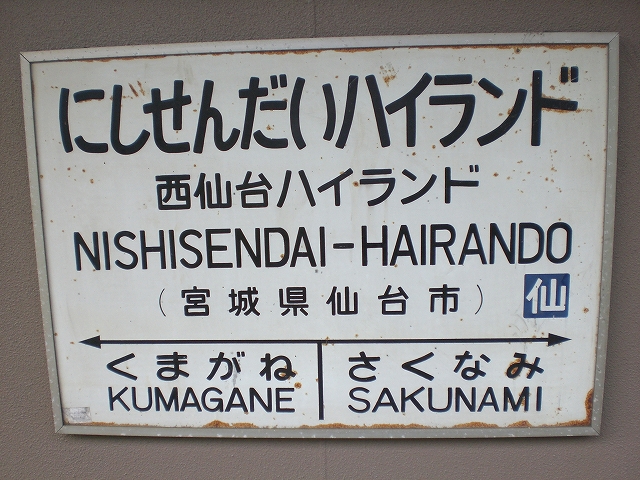 にしせんだいハイランド
西仙台ハイランド
NISHISENDAI-HAIRANDO
(宮城県仙台市) 仙
くまがね さくなみ
KUMAGANE SAKUNAMI